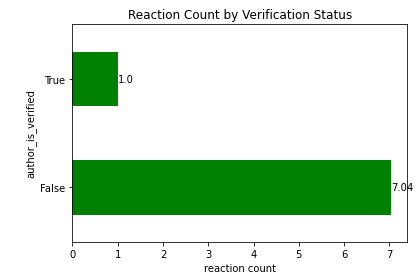 Reaction Count by Verification Status
author_is_verified
True
1.0
False
7.04
0 1 2 3 4 5 6 7
reaction count